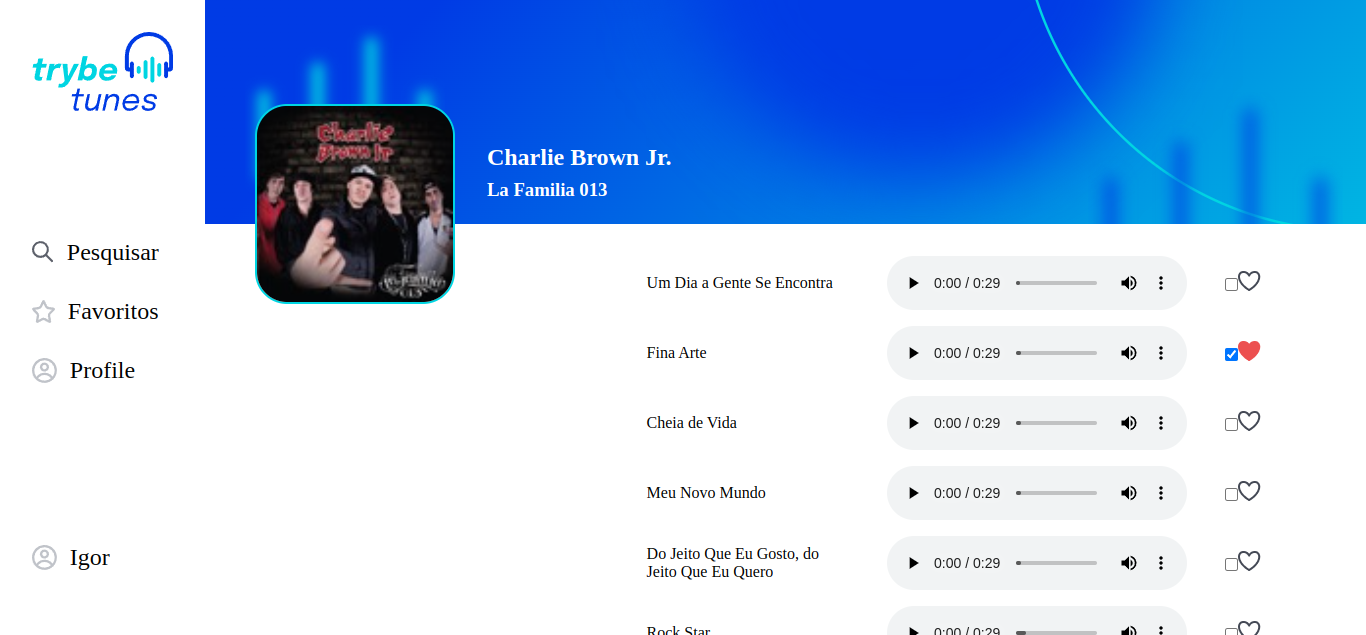 trybe
tunes
Pesquisar
Favoritos
Profile
Igor
Charlie
Brown Jr
Charlie Brown Jr.
La Familia 013
Um Dia a Gente Se Encontra
0:00 / 0:29
Fina Arte
0:00 / 0:29
Cheia de Vida
0:00 / 0:29
Meu Novo Mundo
0:00 / 0:29
Do Jeito Que Eu Gosto, do
Jeito Que Eu Quero
0:00 / 0:29
Rock Star
0:00 / 0:29